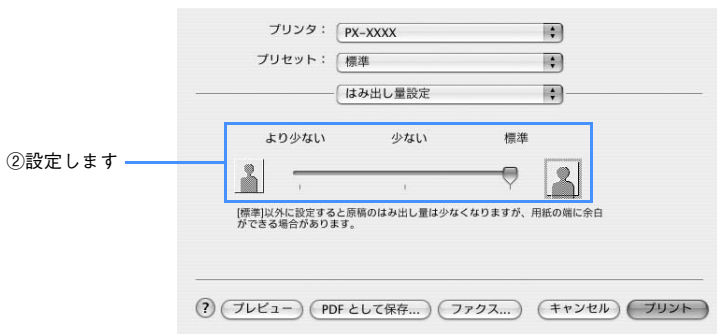 プリンタ： PX-XXXX
プリセット： 標準
はみ出し量設定
より少ない 少ない 標準
②設定します
[標準]以外に設定すると原稿のはみ出し量は少なくなりますが、用紙の端に余白
ができる場合があります。
? プレビュー PDF として保存... ファクス... キャンセル プリント